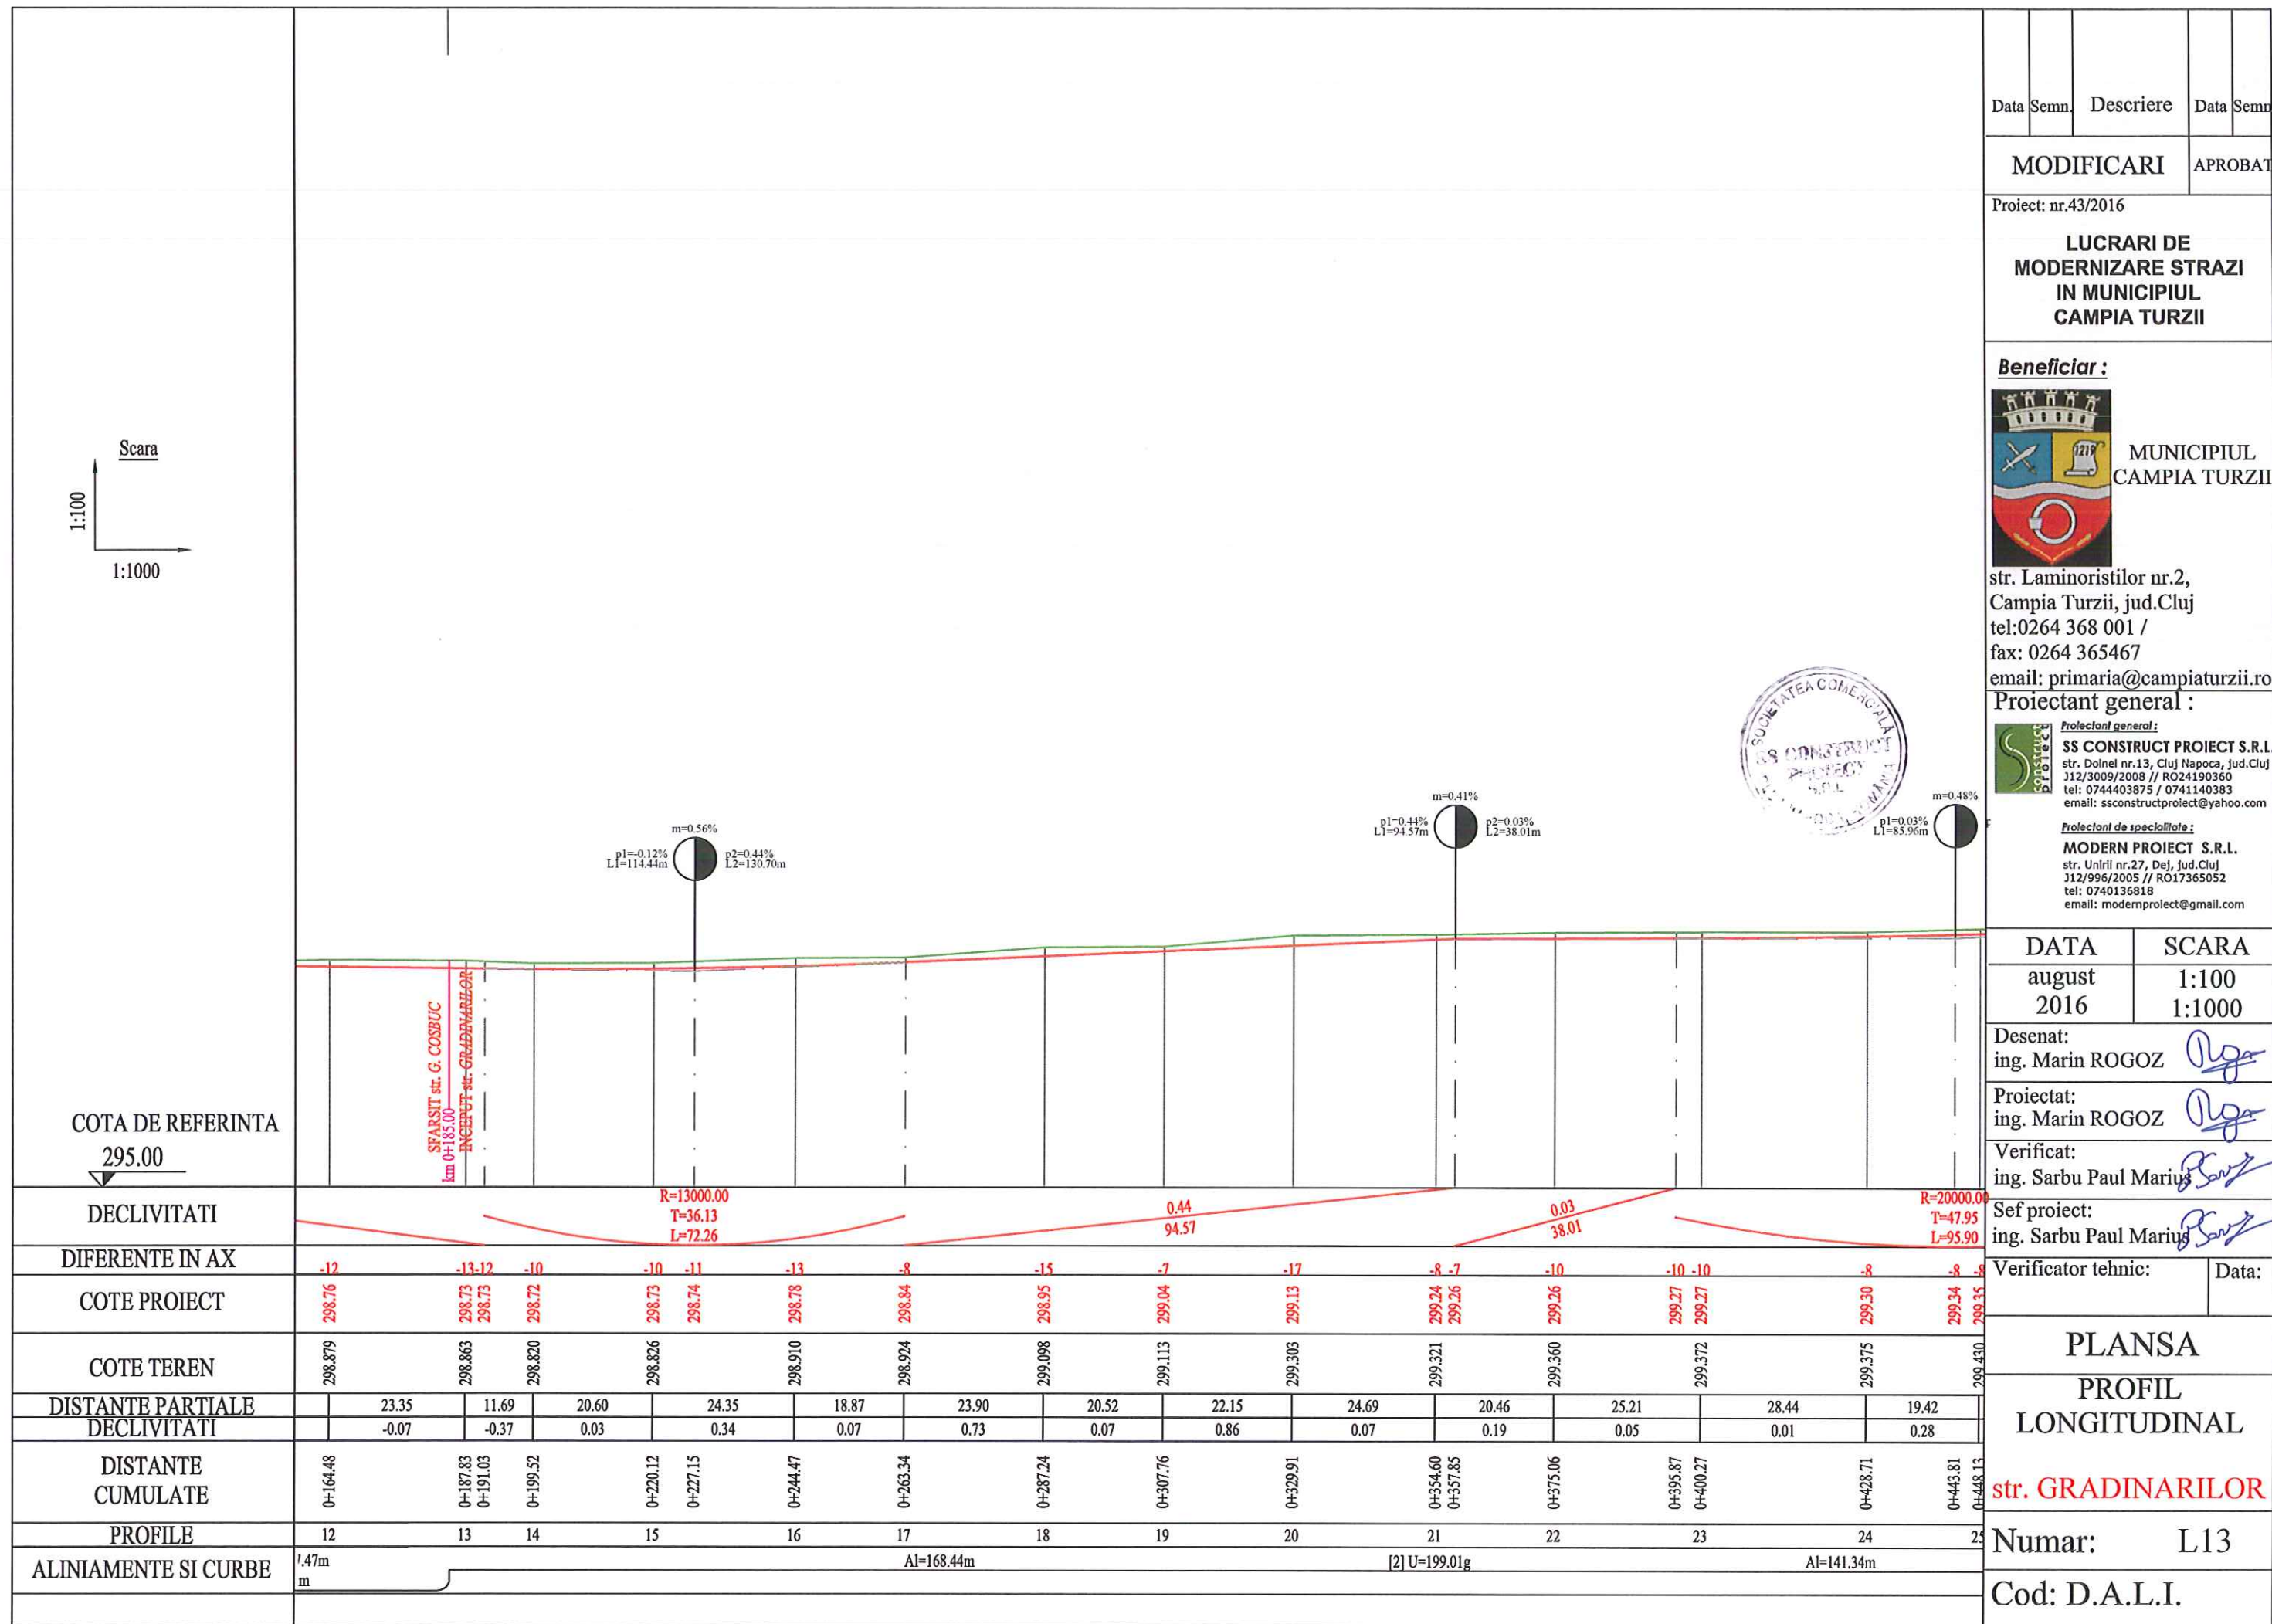 Scara
1:100
1:1000
m=0.56%
p1=-0.12%
L1=114.44m
p2=0.44%
L2=130.70m
m=0.41%
p1=0.44%
L1=94.57m
p2=0.03%
L2=38.01m
m=0.48%
p1=0.03%
L1=85.96m
SOCIETATEA COMERCIALĂ
SS CONSTRUCT
PROIECT
S.R.L.
ROMÂNIA
SFARSIT str. G. COSBUC
km 0+185.00
INCEPUT str. GRADINARILOR
COTA DE REFERINTA
295.00
DECLIVITATI
R=13000.00
T=36.13
L=72.26
0.44
94.57
0.03
38.01
R=20000.00
T=47.95
L=95.90
DIFERENTE IN AX
-12 -13 -12 -10 -10 -11 -13 -8 -15 -7 -17 -8 -7 -10 -10 -10 -8 -8 -8
COTE PROIECT
298.76 298.73 298.73 298.72 298.73 298.74 298.78 298.84 298.95 299.04 299.13 299.24 299.26 299.26 299.27 299.27 299.30 299.34 299.35
COTE TEREN
298.879 298.863 298.820 298.826 298.910 298.924 299.098 299.113 299.303 299.321 299.360 299.372 299.375 299.430
DISTANTE PARTIALE
23.35 11.69 20.60 24.35 18.87 23.90 20.52 22.15 24.69 20.46 25.21 28.44 19.42
DECLIVITATI
-0.07 -0.37 0.03 0.34 0.07 0.73 0.07 0.86 0.07 0.19 0.05 0.01 0.28
DISTANTE
CUMULATE
0+164.48 0+187.83 0+191.03 0+199.52 0+220.12 0+227.15 0+244.47 0+263.34 0+287.24 0+307.76 0+329.91 0+354.60 0+357.85 0+375.06 0+395.87 0+400.27 0+428.71 0+443.81 0+448.13
PROFILE
12 13 14 15 16 17 18 19 20 21 22 23 24 25
ALINIAMENTE SI CURBE
7.47m
m
Al=168.44m
[2] U=199.01g
Al=141.34m
Data Semn. Descriere Data Semn
MODIFICARI APROBAT
Proiect: nr.43/2016
LUCRARI DE
MODERNIZARE STRAZI
IN MUNICIPIUL
CAMPIA TURZII
Beneficiar :
1219
MUNICIPIUL
CAMPIA TURZII
str. Laminoristilor nr.2,
Campia Turzii, jud.Cluj
tel:0264 368 001 /
fax: 0264 365467
email: primaria@campiaturzii.ro
Proiectant general :
construct
proiect
Proiectant general :
SS CONSTRUCT PROIECT S.R.L.
str. Doinei nr.13, Cluj Napoca, jud.Cluj
J12/3009/2008 // RO24190360
tel: 0744403875 / 0741140383
email: ssconstructproiect@yahoo.com
Proiectant de specialitate :
MODERN PROIECT S.R.L.
str. Unirii nr.27, Dej, jud.Cluj
J12/996/2005 // RO17365052
tel: 0740136818
email: modernproiect@gmail.com
DATA SCARA
august 1:100
2016 1:1000
Desenat:
ing. Marin ROGOZ
Proiectat:
ing. Marin ROGOZ
Verificat:
ing. Sarbu Paul Marius
Sef proiect:
ing. Sarbu Paul Marius
Verificator tehnic: Data:
PLANSA
PROFIL
LONGITUDINAL
str. GRADINARILOR
Numar: L13
Cod: D.A.L.I.